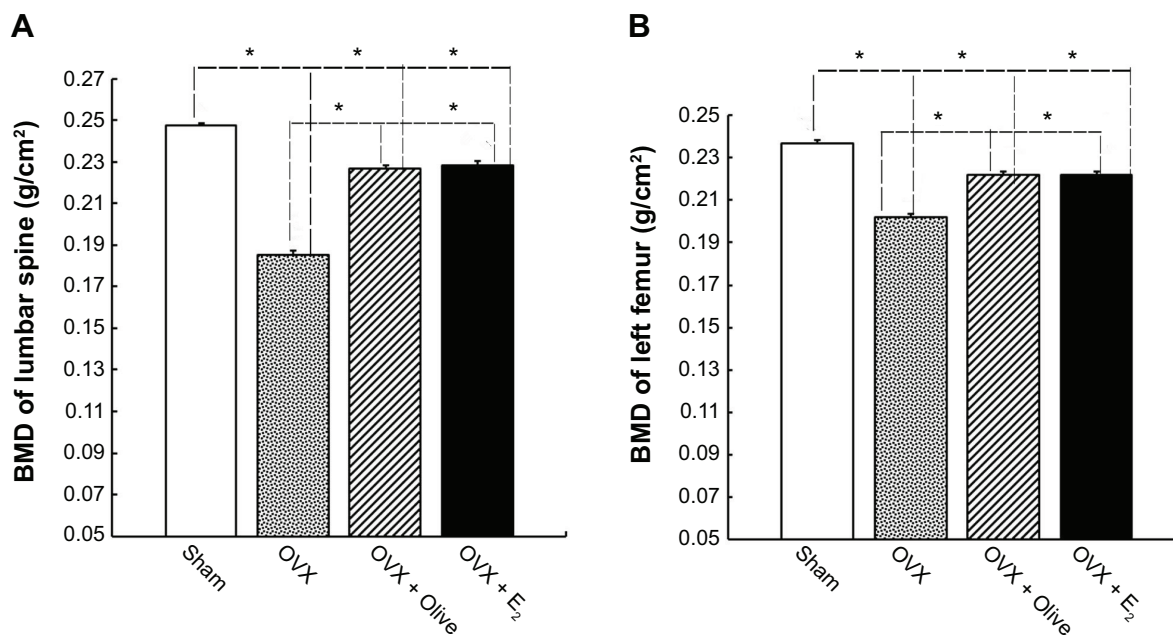 A
BMD of lumbar spine (g/cm²)
0.27
0.25
0.23
0.21
0.19
0.17
0.15
0.13
0.11
0.09
0.07
0.05
* * *
* *
Sham
OVX
OVX + Olive
OVX + E₂
B
BMD of left femur (g/cm²)
0.27
0.25
0.23
0.21
0.19
0.17
0.15
0.13
0.11
0.09
0.07
0.05
* * *
* *
Sham
OVX
OVX + Olive
OVX + E₂